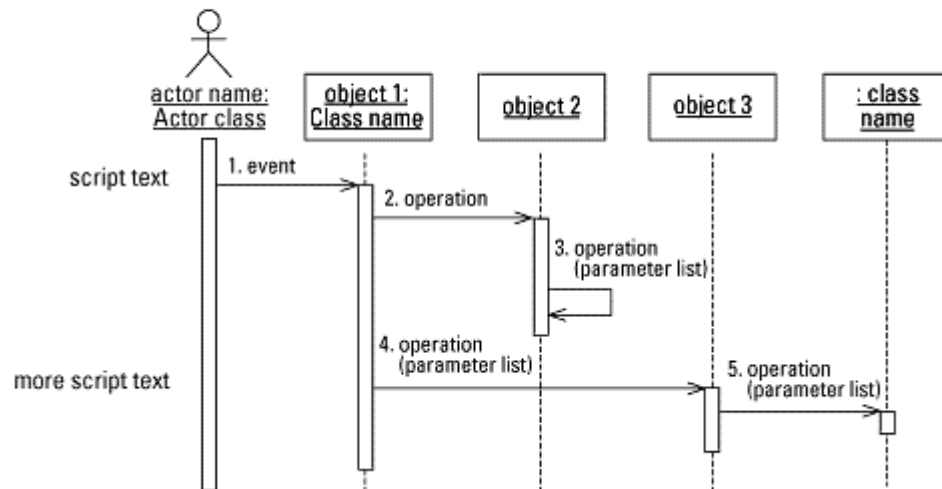 actor name:
Actor class
object 1:
Class name
object 2
object 3
: class
name
script text
1. event
2. operation
3. operation
(parameter list)
4. operation
(parameter list)
more script text
5. operation
(parameter list)